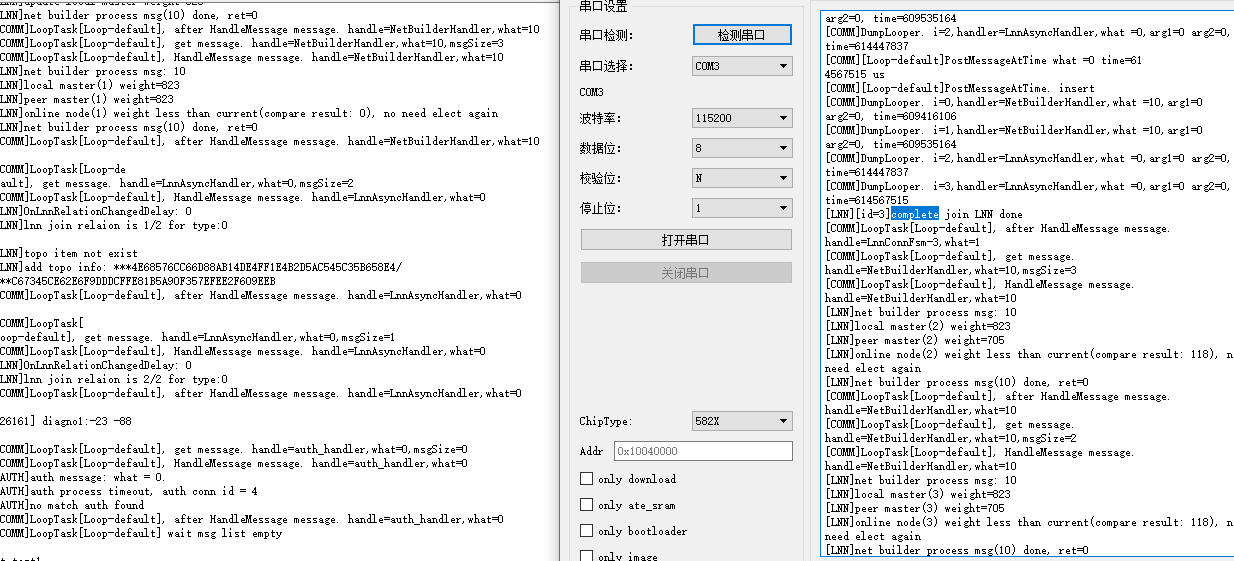 LNN]update local master weight 823
LNN]net builder process msg(10) done, ret=0
COMM]LoopTask[Loop-default], after HandleMessage message. handle=NetBuilderHandler,what=10
COMM]LoopTask[Loop-default], get message. handle=NetBuilderHandler,what=10,msgSize=3
COMM]LoopTask[Loop-default], HandleMessage message. handle=NetBuilderHandler,what=10
LNN]net builder process msg: 10
LNN]local master(1) weight=823
LNN]peer master(1) weight=823
LNN]online node(1) weight less than current(compare result: 0), no need elect again
LNN]net builder process msg(10) done, ret=0
COMM]LoopTask[Loop-default], after HandleMessage message. handle=NetBuilderHandler,what=10
COMM]LoopTask[Loop-de
ault], get message. handle=LnnAsyncHandler,what=0,msgSize=2
COMM]LoopTask[Loop-default], HandleMessage message. handle=LnnAsyncHandler,what=0
LNN]OnLnnRelationChangedDelay: 0
LNN]lnn join relaion is 1/2 for type:0
LNN]topo item not exist
LNN]add topo info: ***4E68576CC66D88AB14DE4FF1E4B2D5AC545C35B658E4/
**C67345CE62E6F9DDDCFFE81B5A90F357EFEE2F609EEB
COMM]LoopTask[Loop-default], after HandleMessage message. handle=LnnAsyncHandler,what=0
COMM]LoopTask[
oop-default], get message. handle=LnnAsyncHandler,what=0,msgSize=1
COMM]LoopTask[Loop-default], HandleMessage message. handle=LnnAsyncHandler,what=0
LNN]OnLnnRelationChangedDelay: 0
LNN]lnn join relaion is 2/2 for type:0
COMM]LoopTask[Loop-default], after HandleMessage message. handle=LnnAsyncHandler,what=0
26161] diagno1:-23 -88
COMM]LoopTask[Loop-default], get message. handle=auth_handler,what=0,msgSize=0
COMM]LoopTask[Loop-default], HandleMessage message. handle=auth_handler,what=0
AUTH]auth message: what = 0.
AUTH]auth process timeout, auth conn id = 4
AUTH]no match auth found
COMM]LoopTask[Loop-default], after HandleMessage message. handle=auth_handler,what=0
COMM]LoopTask[Loop-default] wait msg list empty
串口设置
串口检测: 检测串口
串口选择: COM3
COM3
波特率: 115200
数据位: 8
校验位: N
停止位: 1
打开串口
关闭串口
ChipType: 582X
Addr 0x10040000
only download
only ate_sram
only bootloader
only image
arg2=0, time=609535164
[COMM]DumpLooper. i=2,handle=LnnAsyncHandler,what =0,arg1=0 arg2=0,
time=614447837
[COMM][Loop-default]PostMessageAtTime what =0 time=61
4567515 us
[COMM][Loop-default]PostMessageAtTime. insert
[COMM]DumpLooper. i=0,handle=NetBuilderHandler,what =10,arg1=0
arg2=0, time=609416106
[COMM]DumpLooper. i=1,handle=NetBuilderHandler,what =10,arg1=0
arg2=0, time=609535164
[COMM]DumpLooper. i=2,handle=LnnAsyncHandler,what =0,arg1=0 arg2=0,
time=614447837
[COMM]DumpLooper. i=3,handle=LnnAsyncHandler,what =0,arg1=0 arg2=0,
time=614567515
[LNN][id=3]complete join LNN done
[COMM]LoopTask[Loop-default], after HandleMessage message.
handle=LnnConnFsm-3,what=1
[COMM]LoopTask[Loop-default], get message.
handle=NetBuilderHandler,what=10,msgSize=3
[COMM]LoopTask[Loop-default], HandleMessage message.
handle=NetBuilderHandler,what=10
[LNN]net builder process msg: 10
[LNN]local master(2) weight=823
[LNN]peer master(2) weight=705
[LNN]online node(2) weight less than current(compare result: 118), n
need elect again
[LNN]net builder process msg(10) done, ret=0
[COMM]LoopTask[Loop-default], after HandleMessage message.
handle=NetBuilderHandler,what=10
[COMM]LoopTask[Loop-default], get message.
handle=NetBuilderHandler,what=10,msgSize=2
[COMM]LoopTask[Loop-default], HandleMessage message.
handle=NetBuilderHandler,what=10
[LNN]net builder process msg: 10
[LNN]local master(3) weight=823
[LNN]peer master(3) weight=705
[LNN]online node(3) weight less than current(compare result: 118), n
need elect again
[LNN]net builder process msg(10) done, ret=0